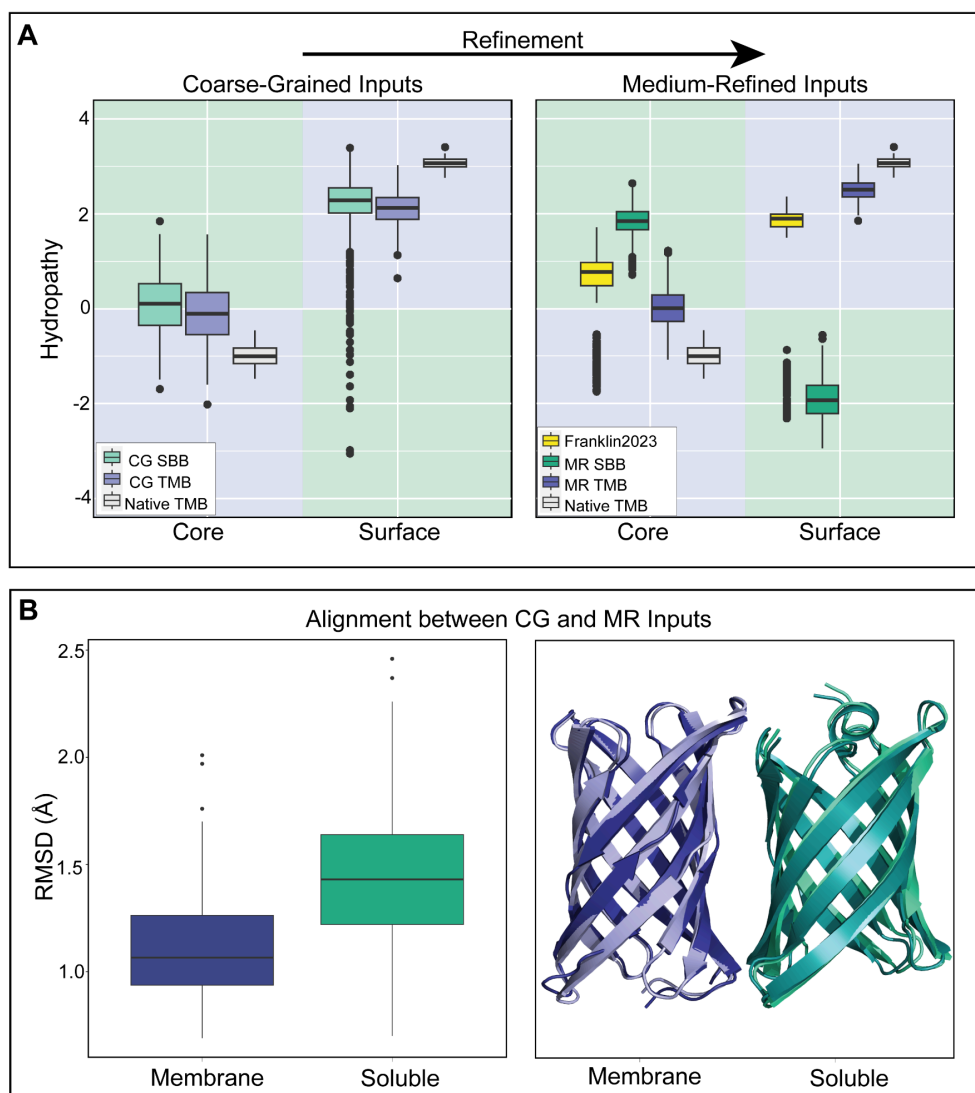 A
Refinement
Coarse-Grained Inputs
Medium-Refined Inputs
Hydropathy
4
2
0
-2
-4
CG SBB
CG TMB
Native TMB
Franklin2023
MR SBB
MR TMB
Native TMB
Core
Surface
Core
Surface
B
Alignment between CG and MR Inputs
RMSD (Å)
2.5
2.0
1.5
1.0
Membrane
Soluble
Membrane
Soluble